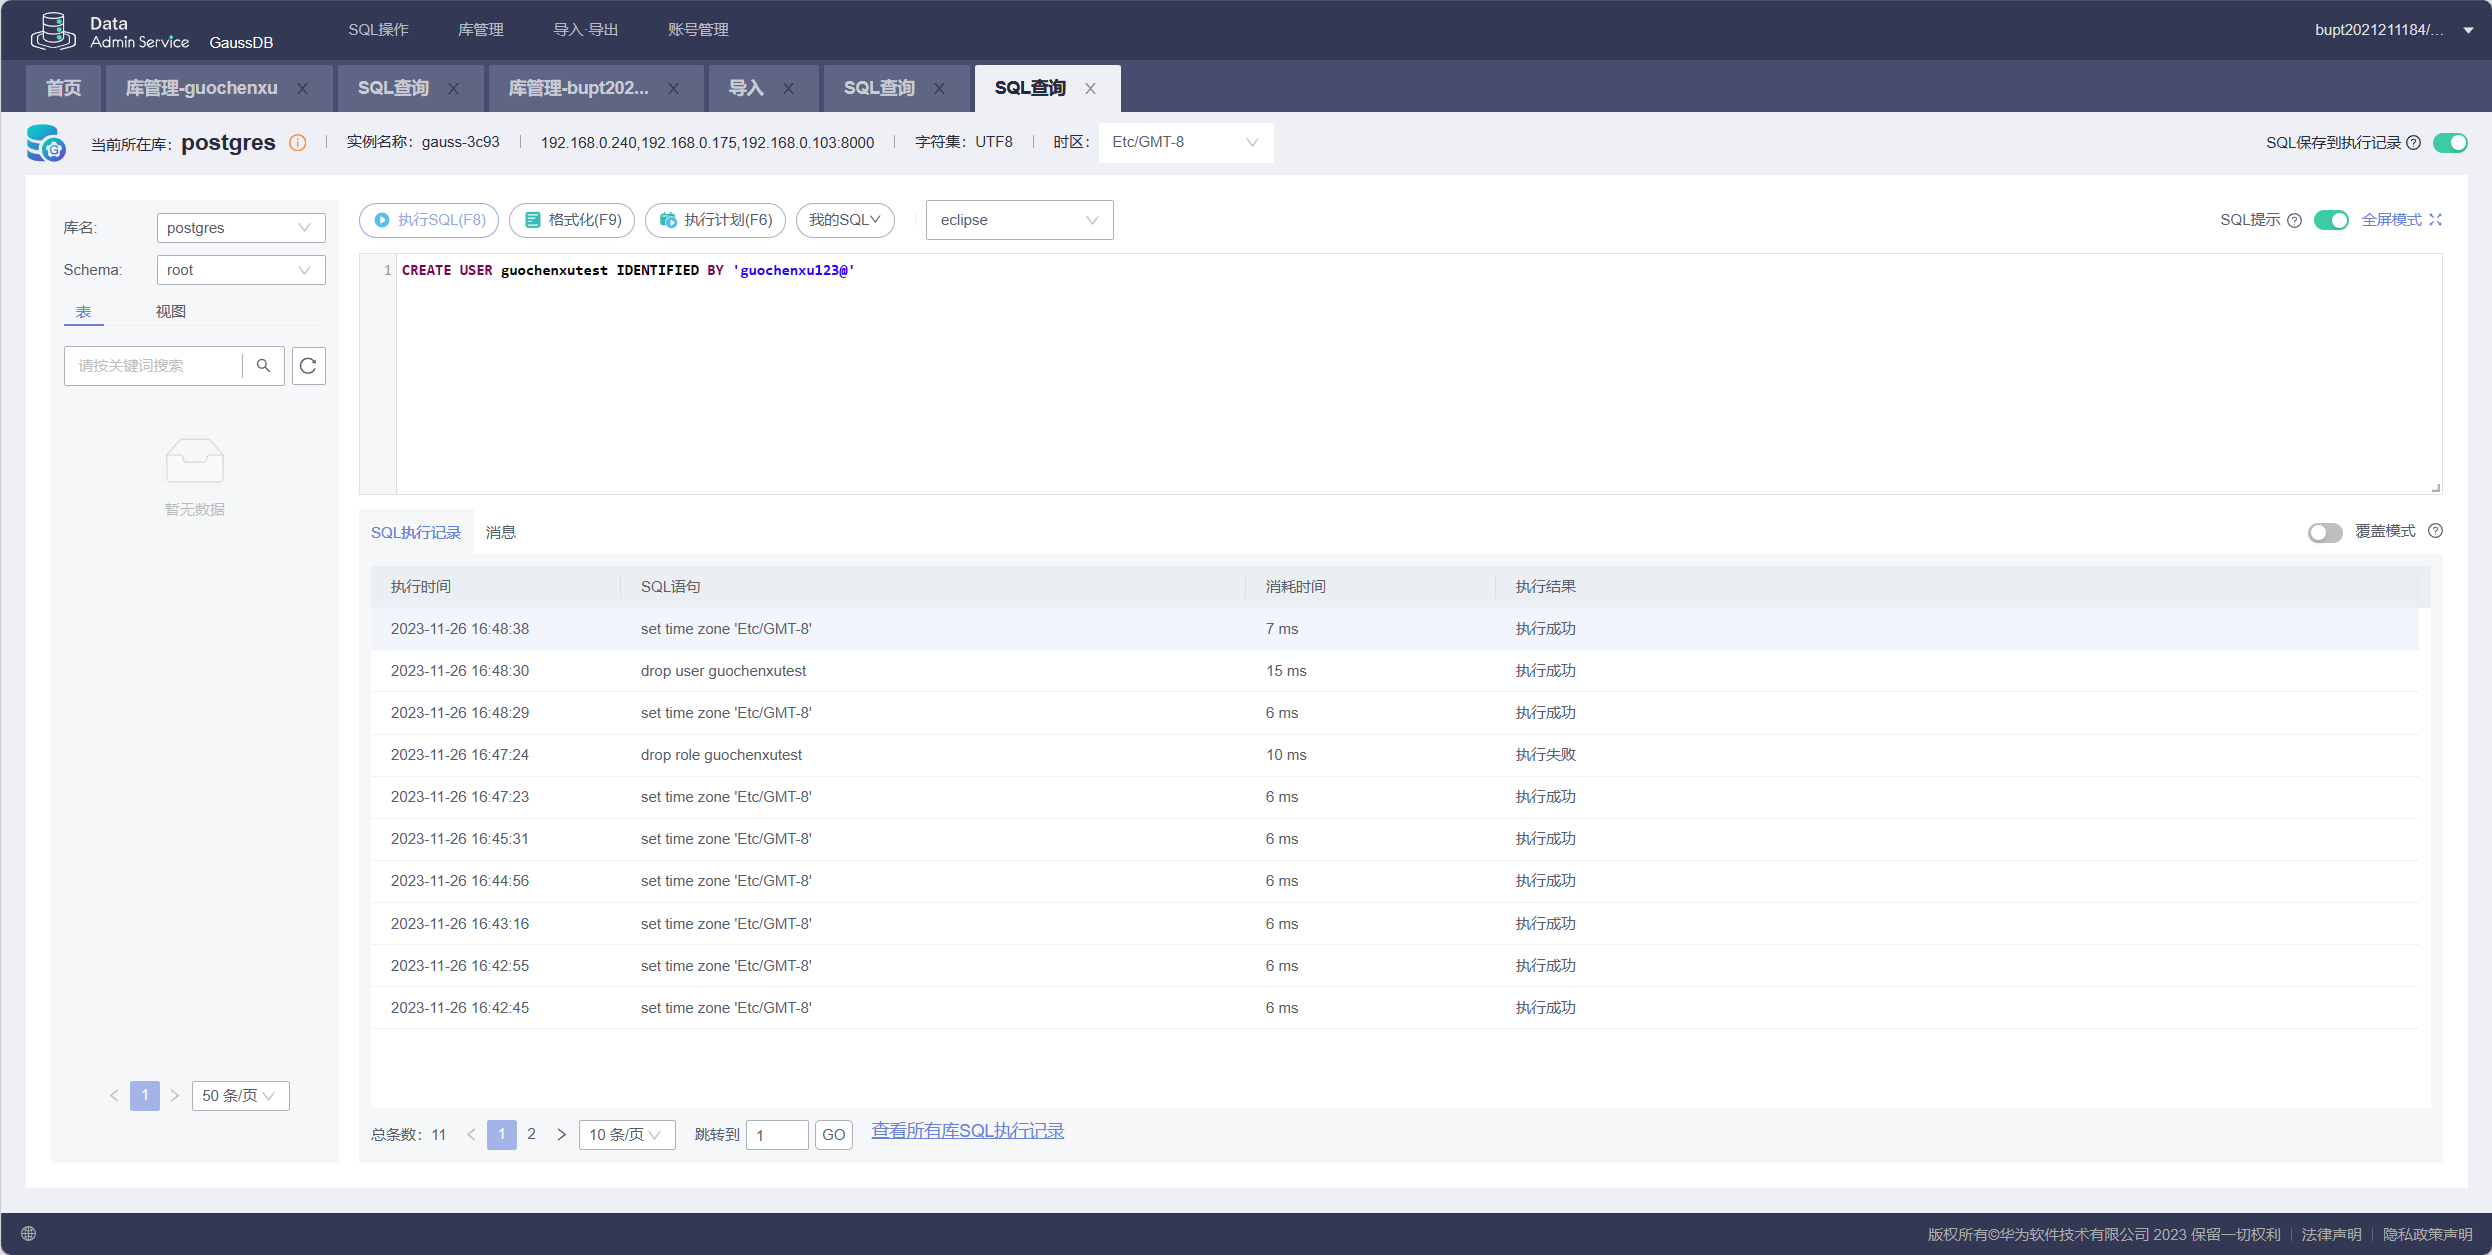 Data
Admin Service
GaussDB
SQL操作
库管理
导入·导出
账号管理
bupt2021211184/...
首页
库管理-guochenxu
SQL查询
库管理-bupt202...
导入
SQL查询
SQL查询
当前所在库: postgres
实例名称: gauss-3c93
192.168.0.240,192.168.0.175,192.168.0.103:8000
字符集: UTF8
时区:
Etc/GMT-8
SQL保存到执行记录
库名:
postgres
Schema:
root
表
视图
请按关键词搜索
暂无数据
1
50 条/页
执行SQL(F8)
格式化(F9)
执行计划(F6)
我的SQL
eclipse
SQL提示
全屏模式
1
CREATE USER guochenxutest IDENTIFIED BY 'guochenxu123@'
SQL执行记录
消息
覆盖模式
执行时间 SQL语句 消耗时间 执行结果
2023-11-26 16:48:38 set time zone 'Etc/GMT-8' 7 ms 执行成功
2023-11-26 16:48:30 drop user guochenxutest 15 ms 执行成功
2023-11-26 16:48:29 set time zone 'Etc/GMT-8' 6 ms 执行成功
2023-11-26 16:47:24 drop role guochenxutest 10 ms 执行失败
2023-11-26 16:47:23 set time zone 'Etc/GMT-8' 6 ms 执行成功
2023-11-26 16:45:31 set time zone 'Etc/GMT-8' 6 ms 执行成功
2023-11-26 16:44:56 set time zone 'Etc/GMT-8' 6 ms 执行成功
2023-11-26 16:43:16 set time zone 'Etc/GMT-8' 6 ms 执行成功
2023-11-26 16:42:55 set time zone 'Etc/GMT-8' 6 ms 执行成功
2023-11-26 16:42:45 set time zone 'Etc/GMT-8' 6 ms 执行成功
总条数: 11
1
2
10 条/页
跳转到
1
GO
查看所有库SQL执行记录
版权所有©华为软件技术有限公司 2023 保留一切权利
法律声明
隐私政策声明